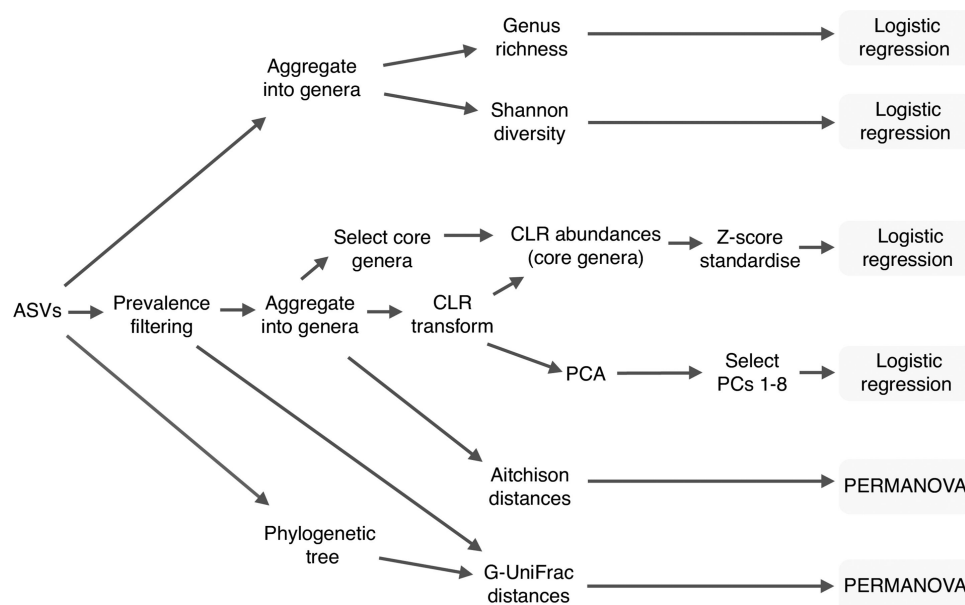 Genus
richness
Logistic
regression
Aggregate
into genera
Shannon
diversity
Logistic
regression
Select core
genera
CLR abundances
(core genera)
Z-score
standardise
Logistic
regression
ASVs
Prevalence
filtering
Aggregate
into genera
CLR
transform
PCA
Select
PCs 1-8
Logistic
regression
Aitchison
distances
PERMANOVA
Phylogenetic
tree
G-UniFrac
distances
PERMANOVA